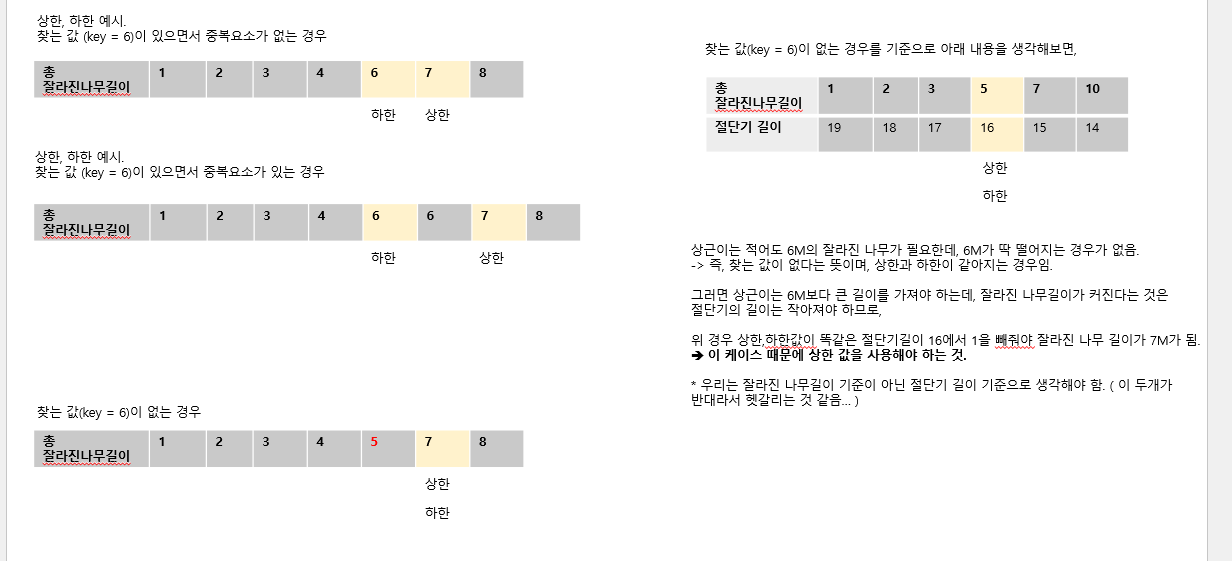 상한, 하한 예시.
찾는 값 (key = 6)이 있으면서 중복요소가 없는 경우
총 잘라진나무길이 1 2 3 4 6 7 8
하한 상한
상한, 하한 예시.
찾는 값 (key = 6)이 있으면서 중복요소가 있는 경우
총 잘라진나무길이 1 2 3 4 6 6 7 8
하한 상한
찾는 값(key = 6)이 없는 경우
총 잘라진나무길이 1 2 3 4 5 7 8
상한
하한
찾는 값(key = 6)이 없는 경우를 기준으로 아래 내용을 생각해보면,
총 잘라진나무길이 1 2 3 5 7 10
절단기 길이 19 18 17 16 15 14
상한
하한
상근이는 적어도 6M의 잘라진 나무가 필요한데, 6M가 딱 떨어지는 경우가 없음.
-> 즉, 찾는 값이 없다는 뜻이며, 상한과 하한이 같아지는 경우임.
그러면 상근이는 6M보다 큰 길이를 가져야 하는데, 잘라진 나무길이가 커진다는 것은
절단기의 길이는 작아져야 하므로,
위 경우 상한,하한값이 똑같은 절단기길이 16에서 1을 빼줘야 잘라진 나무 길이가 7M가 됨.
➔ 이 케이스 때문에 상한 값을 사용해야 하는 것.
* 우리는 잘라진 나무길이 기준이 아닌 절단기 길이 기준으로 생각해야 함. ( 이 두개가
반대라서 헷갈리는 것 같음... )